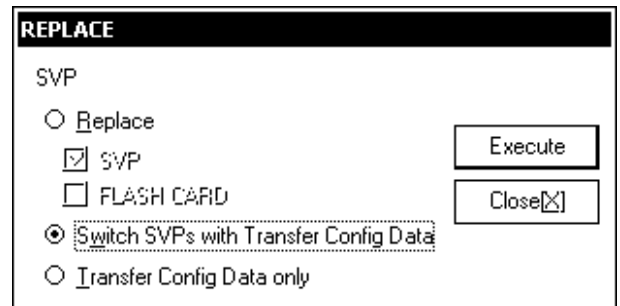 REPLACE
SVP
Replace
SVP
Execute
FLASH CARD
Close[X]
Switch SVPs with Transfer Config Data
Transfer Config Data only